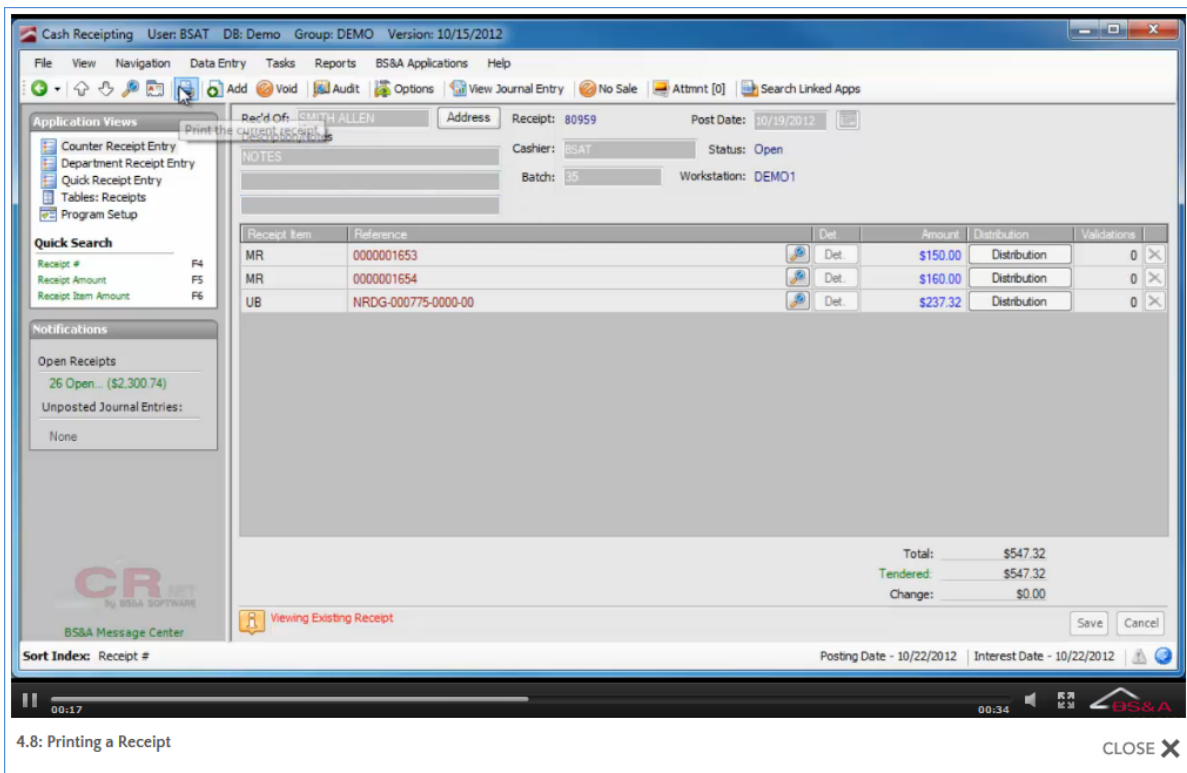 Cash Receipting User: BSAT DB: Demo Group: DEMO Version: 10/15/2012
File View Navigation Data Entry Tasks Reports BS&A Applications Help
Add Void Audit Options View Journal Entry No Sale Attmnt [0] Search Linked Apps
Application Views
Print the current receipt
Counter Receipt Entry
Department Receipt Entry
Quick Receipt Entry
Tables: Receipts
Program Setup
Quick Search
Receipt # F4
Receipt Amount F5
Receipt Item Amount F6
Notifications
Open Receipts
26 Open... ($2,300.74)
Unposted Journal Entries:
None
CR.NET
by BS&A SOFTWARE
BS&A Message Center
Rec'd Of: SMITH ALLEN Address Receipt: 80959 Post Date: 10/19/2012
Description/Notes
NOTES
Cashier: BSAT Status: Open
Batch: 35 Workstation: DEMO1
Receipt Item Reference Det Amount Distribution Validations
MR 0000001653 Det. $150.00 Distribution 0
MR 0000001654 Det. $160.00 Distribution 0
UB NRDG-000775-0000-00 Det. $237.32 Distribution 0
Total: $547.32
Tendered: $547.32
Change: $0.00
Viewing Existing Receipt
Save Cancel
Sort Index: Receipt # Posting Date - 10/22/2012 Interest Date - 10/22/2012
00:17 00:34 BS&A
4.8: Printing a Receipt
CLOSE